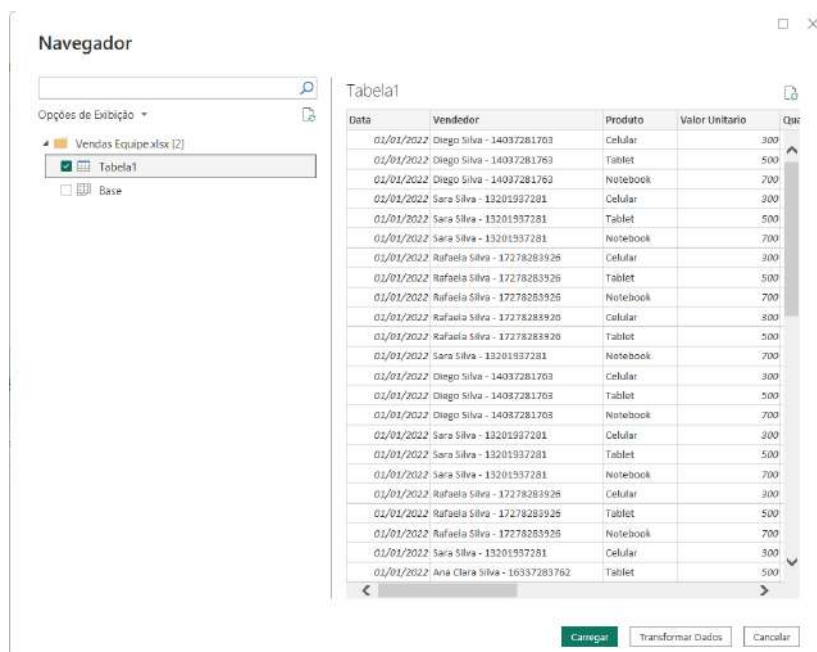 Navegador
Opções de Exibição
Vendas Equipe.xlsx [2]
Tabela1
Base
Tabela1
Data Vendedor Produto Valor Unitario Qua
01/01/2022 Diego Silva - 14037281763 Celular 300
01/01/2022 Diego Silva - 14037281763 Tablet 500
01/01/2022 Diego Silva - 14037281763 Notebook 700
01/01/2022 Sara Silva - 13201937281 Celular 300
01/01/2022 Sara Silva - 13201937281 Tablet 500
01/01/2022 Sara Silva - 13201937281 Notebook 700
01/01/2022 Rafaela Silva - 17278283926 Celular 300
01/01/2022 Rafaela Silva - 17278283926 Tablet 500
01/01/2022 Rafaela Silva - 17278283926 Notebook 700
01/01/2022 Rafaela Silva - 17278283926 Celular 300
01/01/2022 Rafaela Silva - 17278283926 Tablet 500
01/01/2022 Sara Silva - 13201937281 Notebook 700
01/01/2022 Diego Silva - 14037281763 Celular 300
01/01/2022 Diego Silva - 14037281763 Tablet 500
01/01/2022 Diego Silva - 14037281763 Notebook 700
01/01/2022 Sara Silva - 13201937281 Celular 300
01/01/2022 Sara Silva - 13201937281 Tablet 500
01/01/2022 Sara Silva - 13201937281 Notebook 700
01/01/2022 Rafaela Silva - 17278283926 Celular 300
01/01/2022 Rafaela Silva - 17278283926 Tablet 500
01/01/2022 Rafaela Silva - 17278283926 Notebook 700
01/01/2022 Sara Silva - 13201937281 Celular 300
01/01/2022 Ana Clara Silva - 16337283762 Tablet 500
Carregar Transformar Dados Cancelar